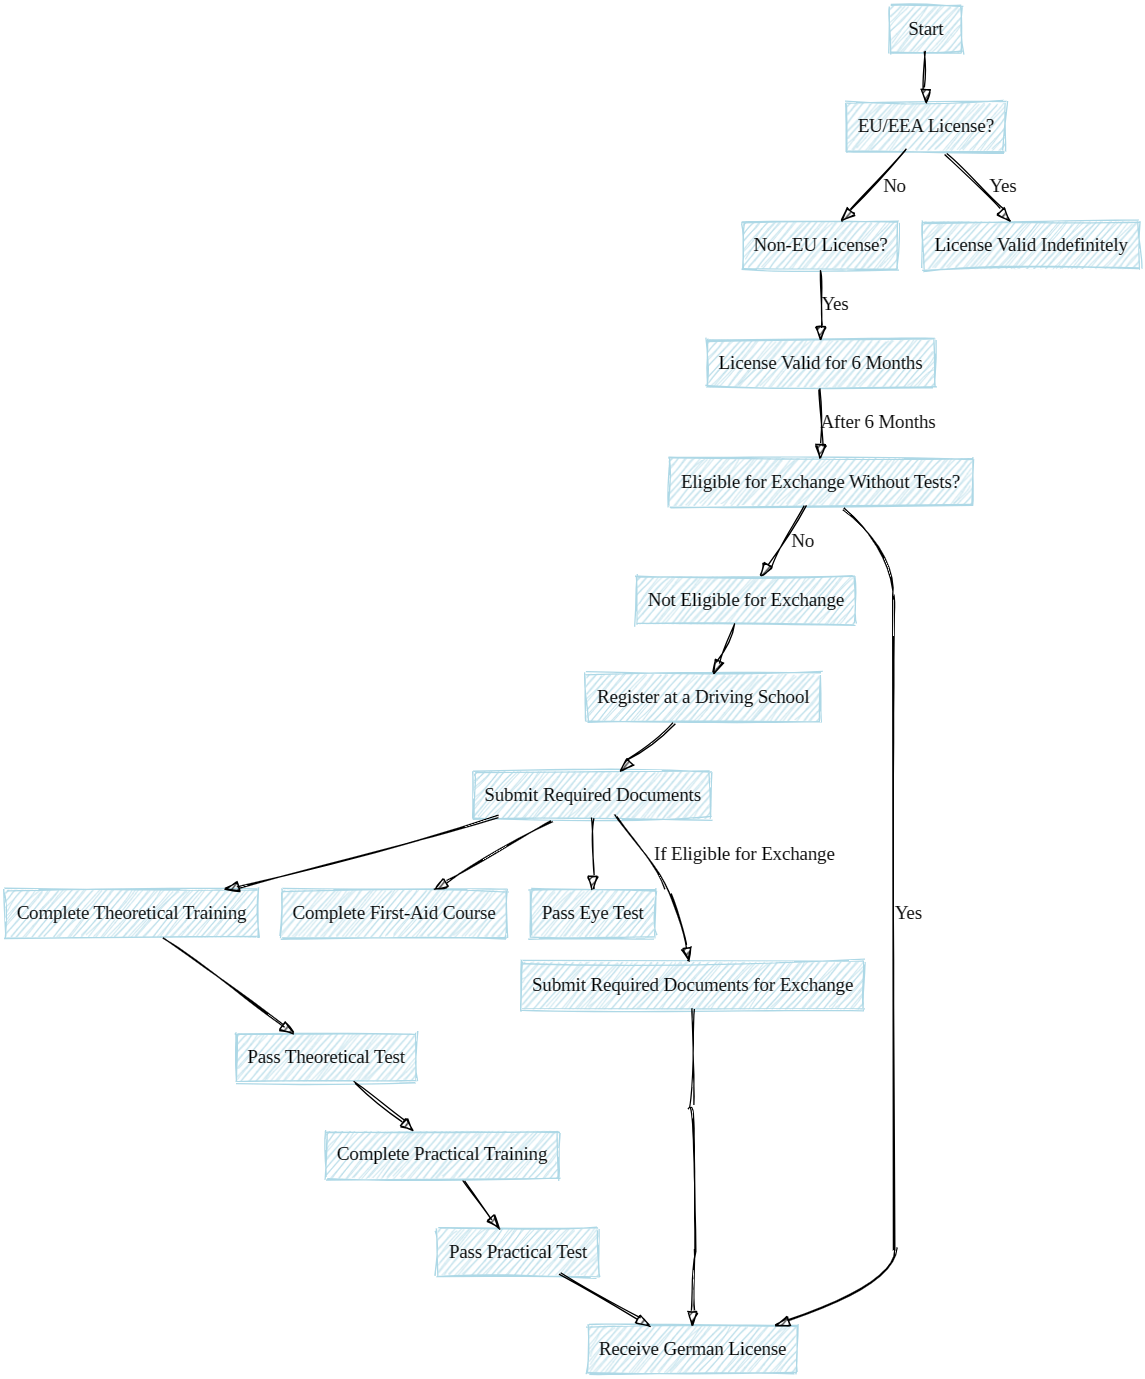 Start
EU/EEA License?
No
Yes
Non-EU License?
License Valid Indefinitely
Yes
License Valid for 6 Months
After 6 Months
Eligible for Exchange Without Tests?
No
Not Eligible for Exchange
Register at a Driving School
Submit Required Documents
If Eligible for Exchange
Complete Theoretical Training
Complete First-Aid Course
Pass Eye Test
Yes
Submit Required Documents for Exchange
Pass Theoretical Test
Complete Practical Training
Pass Practical Test
Receive German License